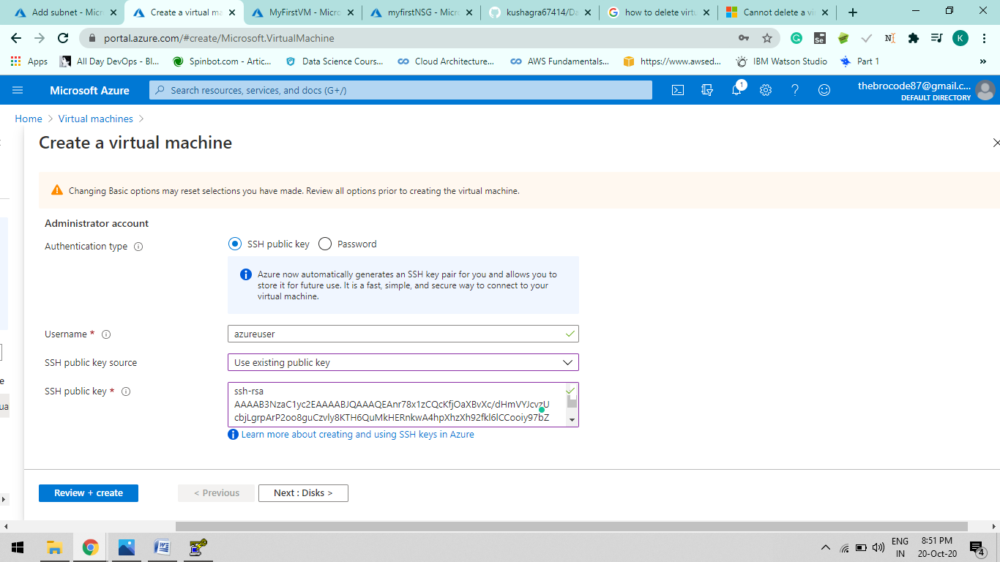 Add subnet - Micr
Create a virtual ma
MyFirstVM - Micro
myfirstNSG - Micro
kushagra67414/Da
how to delete virtu
Cannot delete a vi
portal.azure.com/#create/Microsoft.VirtualMachine
Apps
All Day DevOps - Bl...
Spinbot.com - Artic...
Data Science Cours...
Cloud Architecture...
AWS Fundamentals...
https://www.awsed...
IBM Watson Studio
Part 1
»
Microsoft Azure
Search resources, services, and docs (G+/)
1
thebrocode87@gmail.c...
DEFAULT DIRECTORY
Home > Virtual machines >
Create a virtual machine
Changing Basic options may reset selections you have made. Review all options prior to creating the virtual machine.
Administrator account
Authentication type
SSH public key
Password
Azure now automatically generates an SSH key pair for you and allows you to
store it for future use. It is a fast, simple, and secure way to connect to your
virtual machine.
Username *
azureuser
SSH public key source
Use existing public key
SSH public key *
ssh-rsa
AAAAB3NzaC1yc2EAAAABJQAAAQEAnr78x1zCQcKfjOaXBvXc/dHmVYJcvzU
cbjLgrpArP2oo8guCzvly8KTH6QuMkHERnkwA4hpXhzXh92fkl6lCCooiy97bZ
Learn more about creating and using SSH keys in Azure
Review + create
< Previous
Next : Disks >
ENG
IN
8:51 PM
20-Oct-20
4